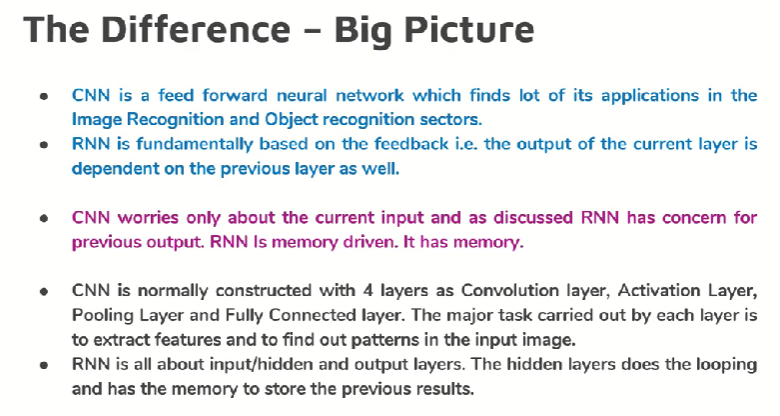 The Difference – Big Picture
● CNN is a feed forward neural network which finds lot of its applications in the
Image Recognition and Object recognition sectors.
● RNN is fundamentally based on the feedback i.e. the output of the current layer is
dependent on the previous layer as well.
● CNN worries only about the current input and as discussed RNN has concern for
previous output. RNN Is memory driven. It has memory.
● CNN is normally constructed with 4 layers as Convolution layer, Activation Layer,
Pooling Layer and Fully Connected layer. The major task carried out by each layer is
to extract features and to find out patterns in the input image.
● RNN is all about input/hidden and output layers. The hidden layers does the looping
and has the memory to store the previous results.